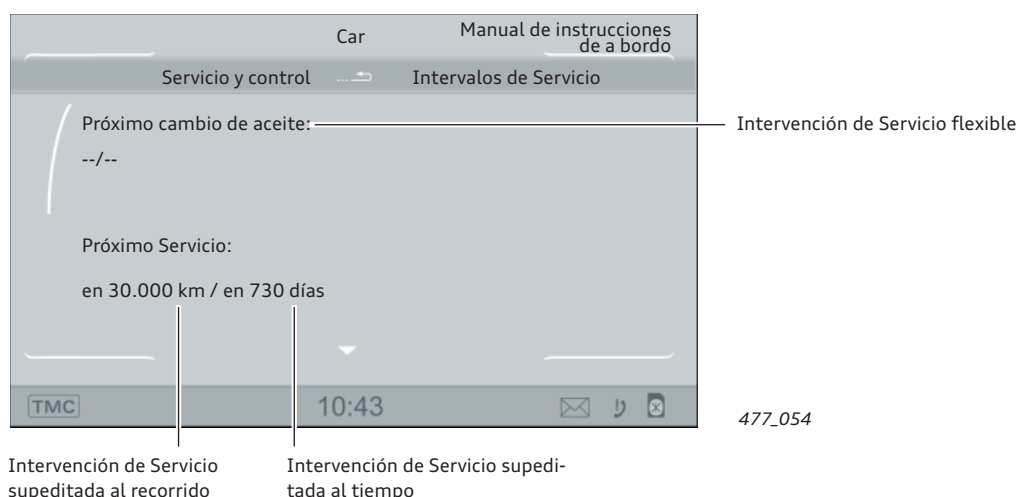 Car
Manual de instrucciones
de a bordo
Servicio y control
...
Intervalos de Servicio
Próximo cambio de aceite:
Intervención de Servicio flexible
--/--
Próximo Servicio:
en 30.000 km / en 730 días
TMC
10:43
477_054
Intervención de Servicio
supeditada al recorrido
Intervención de Servicio supedi-
tada al tiempo